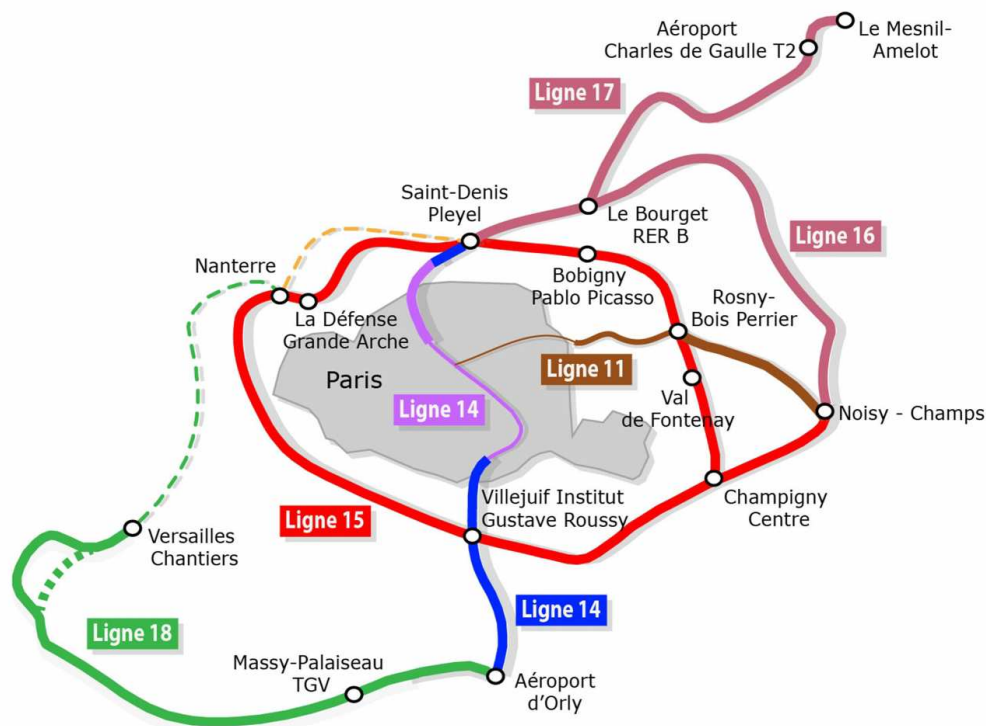 Aéroport
Charles de Gaulle T2
Le Mesnil-
Amelot
Ligne 17
Saint-Denis
Pleyel
Le Bourget
RER B
Ligne 16
Nanterre
Bobigny
Pablo Picasso
Rosny-
Bois Perrier
La Défense
Grande Arche
Paris
Ligne 11
Ligne 14
Val
de Fontenay
Noisy - Champs
Villejuif Institut
Gustave Roussy
Champigny
Centre
Ligne 15
Versailles
Chantiers
Ligne 14
Ligne 18
Massy-Palaiseau
TGV
Aéroport
d'Orly